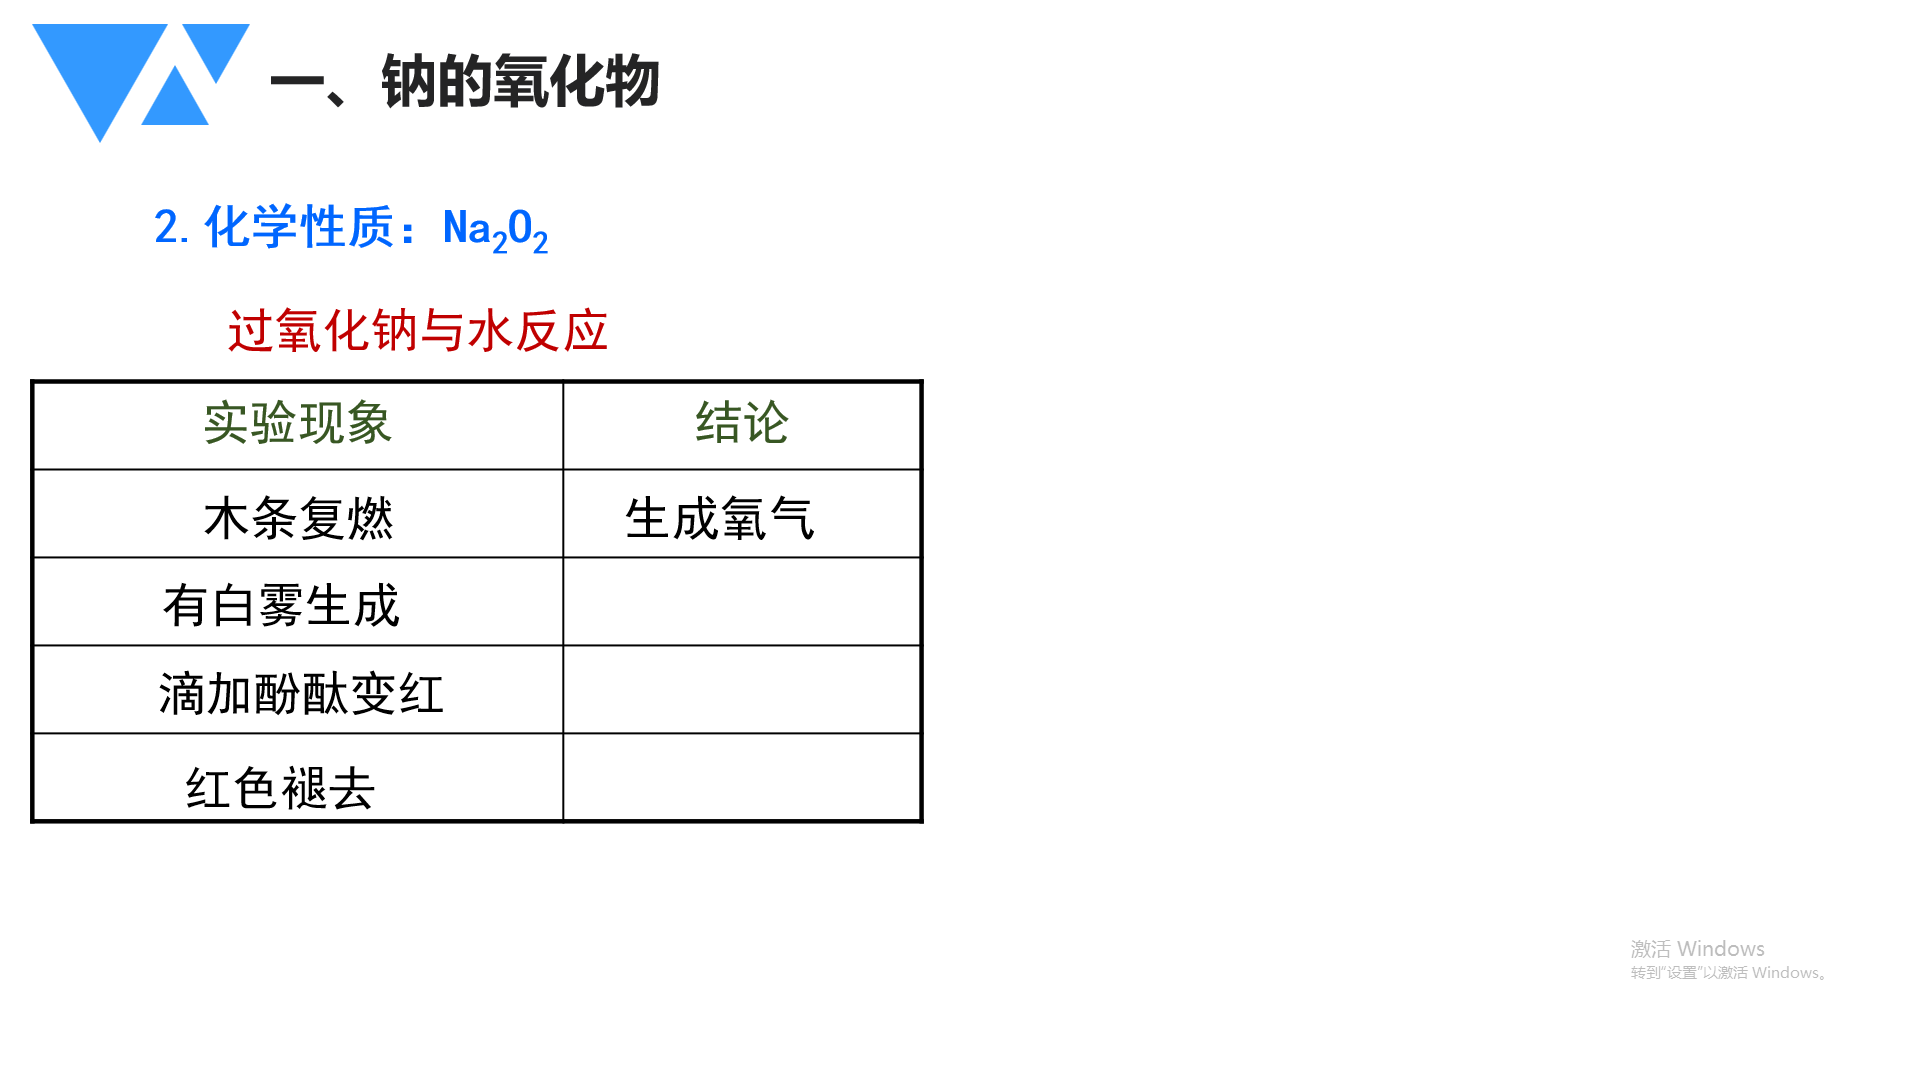 一、钠的氧化物
2.化学性质：Na₂O₂
过氧化钠与水反应
实验现象 结论
木条复燃 生成氧气
有白雾生成
滴加酚酞变红
红色褪去
激活 Windows
转到“设置”以激活 Windows。